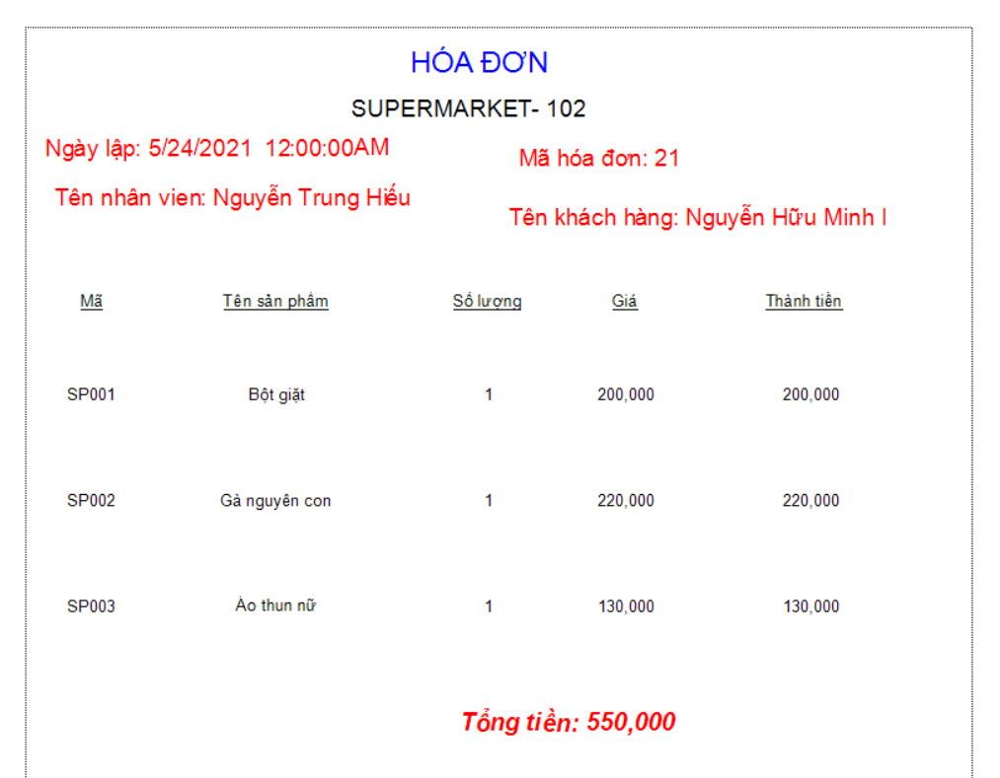 HÓA ĐƠN
SUPERMARKET- 102
Ngày lập: 5/24/2021 12:00:00AM
Mã hóa đơn: 21
Tên nhân vien: Nguyễn Trung Hiếu
Tên khách hàng: Nguyễn Hữu Minh I
Mã Tên sản phẩm Số lượng Giá Thành tiền
SP001 Bột giặt 1 200,000 200,000
SP002 Gà nguyên con 1 220,000 220,000
SP003 Áo thun nữ 1 130,000 130,000
Tổng tiền: 550,000